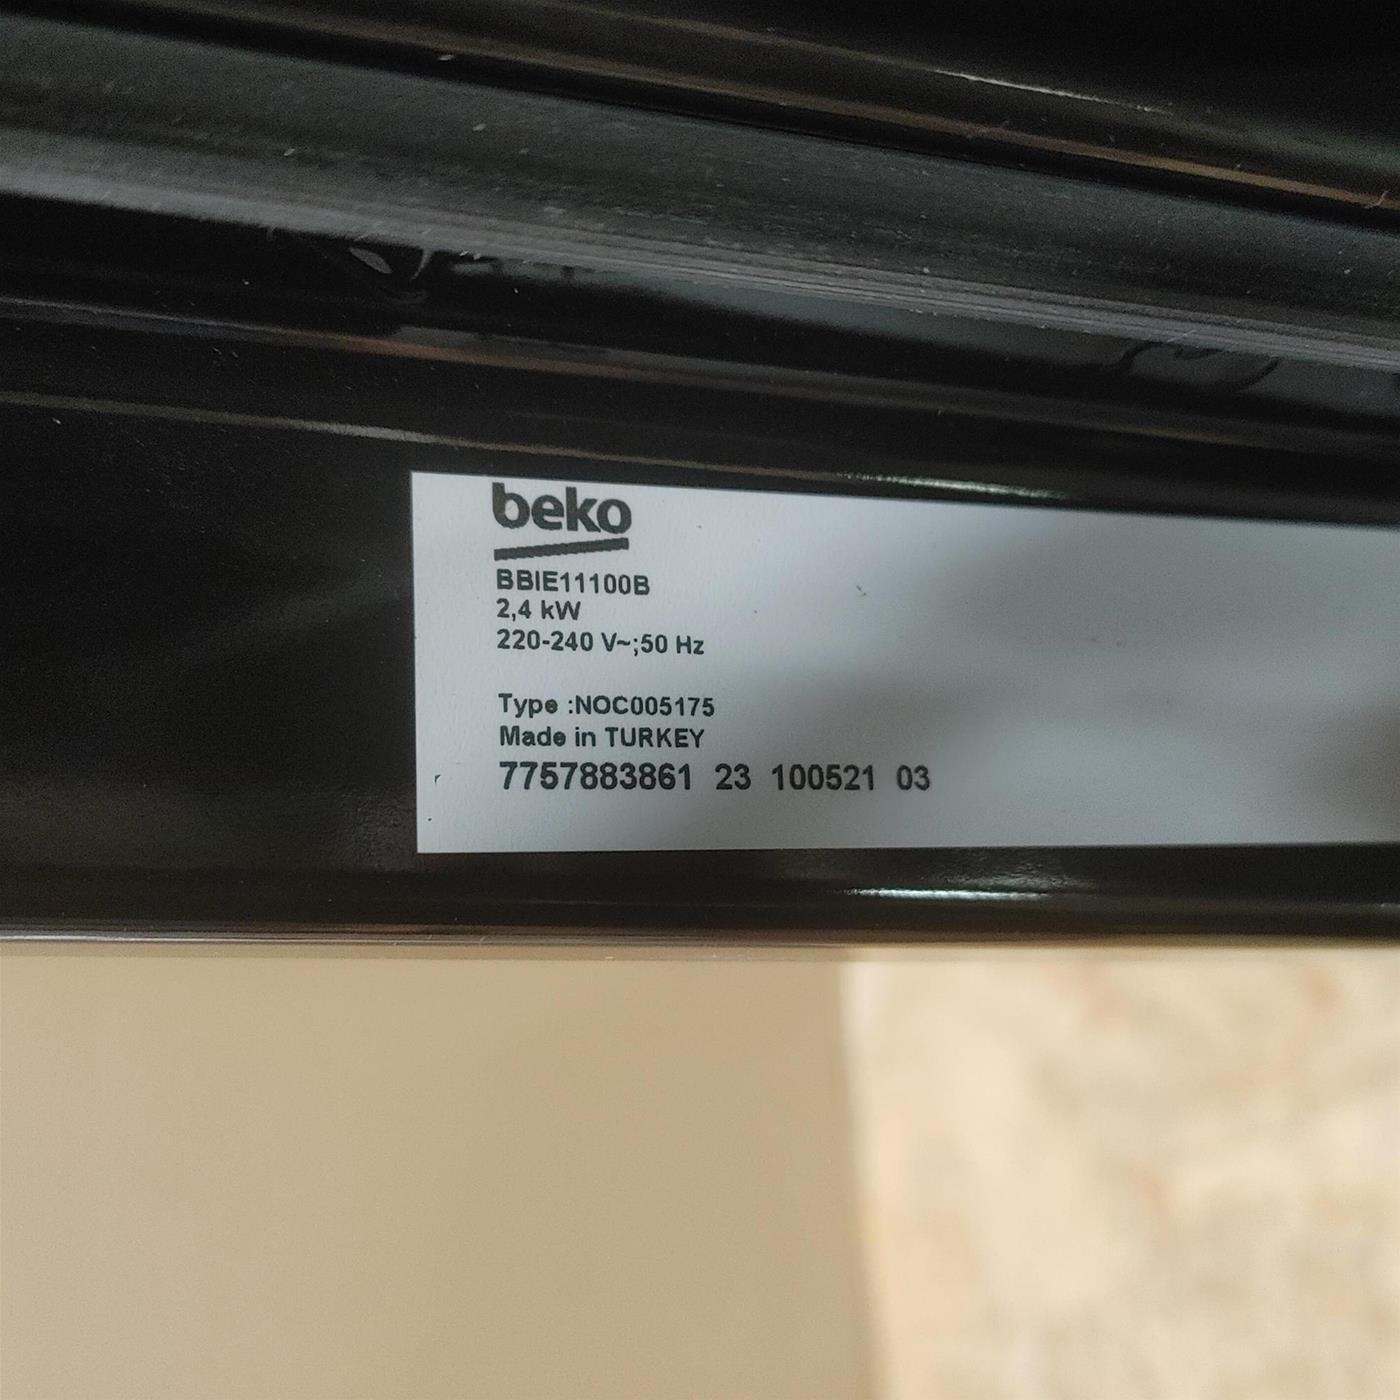 beko
BBIE11100B
2,4 kW
220-240 V~;50 Hz
Type :NOC005175
Made in TURKEY
7757883861 23 100521 03